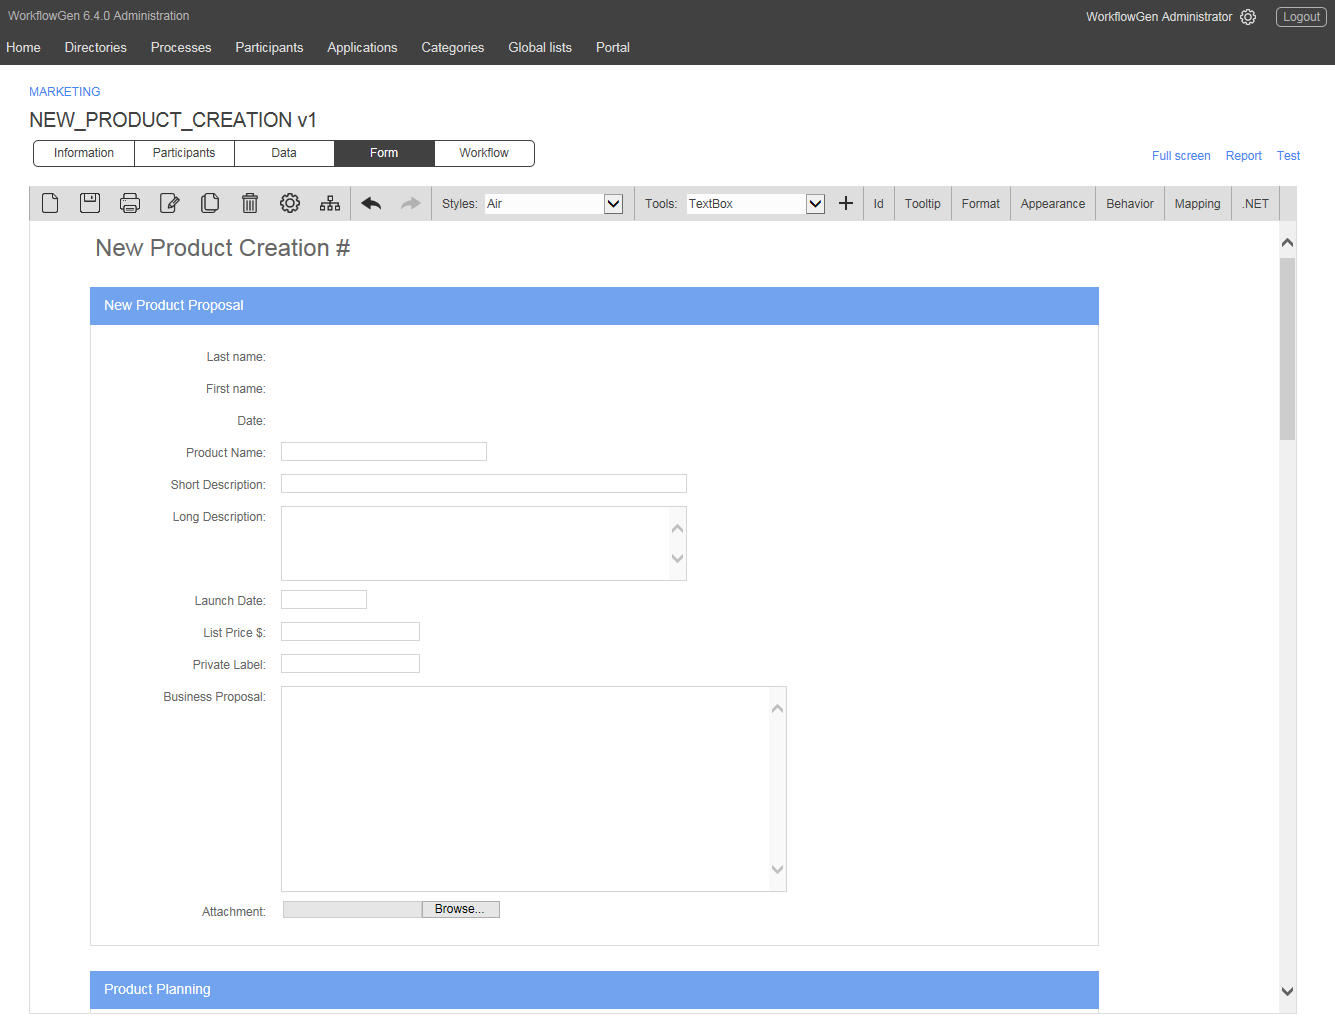 WorkflowGen 6.4.0 Administration
WorkflowGen Administrator Logout
Home Directories Processes Participants Applications Categories Global lists Portal
MARKETING
NEW_PRODUCT_CREATION v1
Information Participants Data Form Workflow
Full screen Report Test
Styles: Air Tools: TextBox Id Tooltip Format Appearance Behavior Mapping .NET
New Product Creation #
New Product Proposal
Last name:
First name:
Date:
Product Name:
Short Description:
Long Description:
Launch Date:
List Price $:
Private Label:
Business Proposal:
Attachment: Browse...
Product Planning